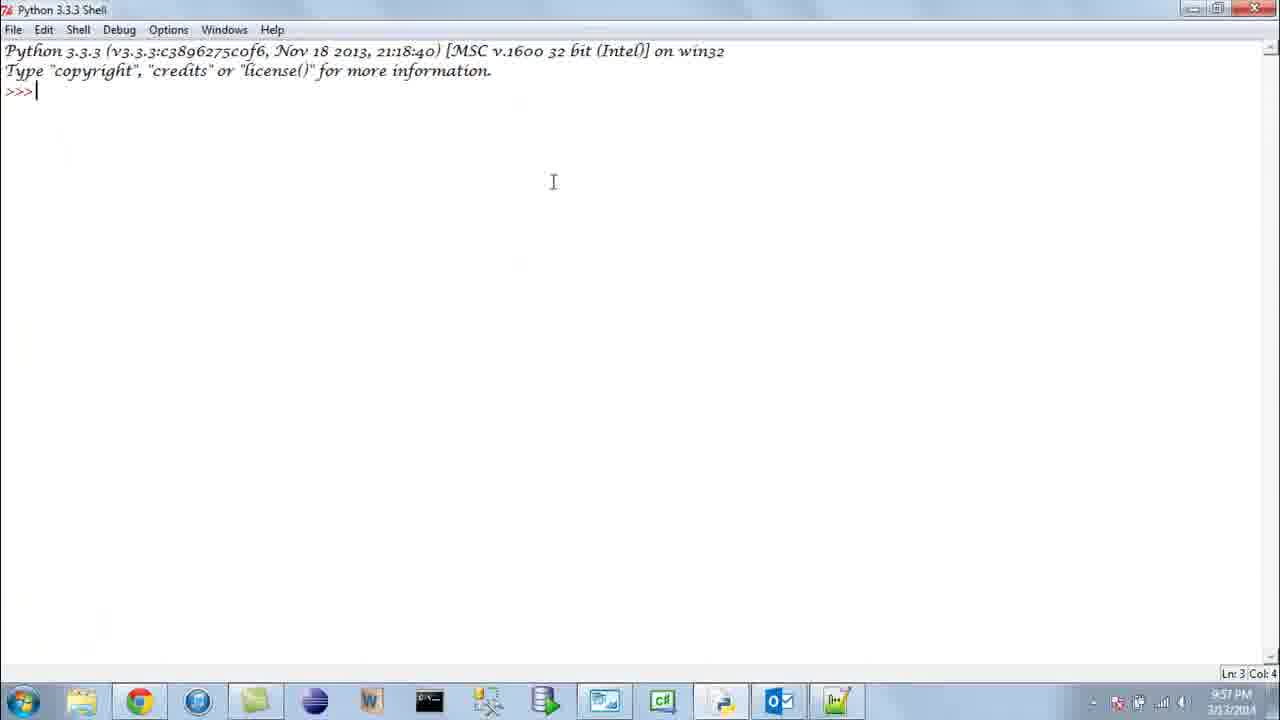 Python 3.3.3 Shell
File Edit Shell Debug Options Windows Help
Python 3.3.3 (v3.3.3:c3896275c0f6, Nov 18 2013, 21:18:40) [MSC v.1600 32 bit (Intel)] on win32
Type "copyright", "credits" or "license()" for more information.
>>>
Ln: 3 Col: 4
C#
9:57 PM
3/13/2014